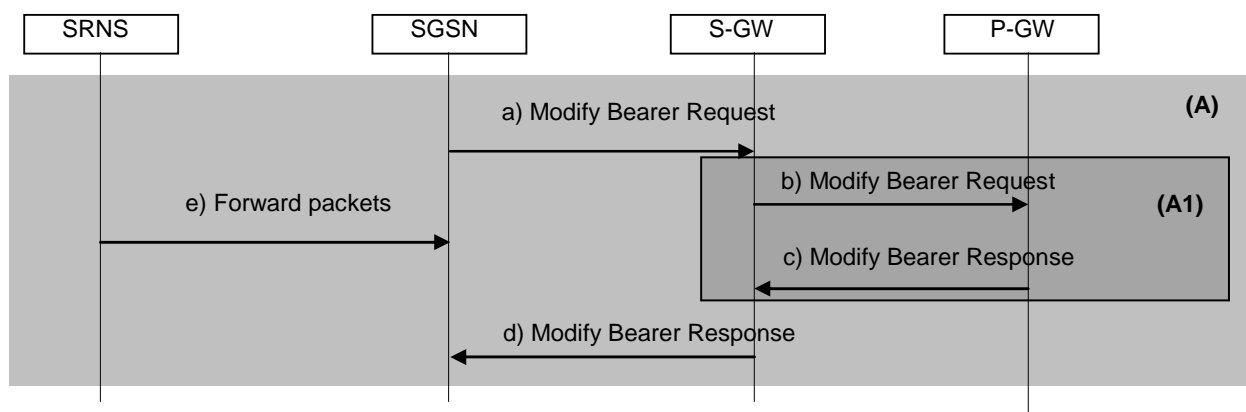 SRNS
SGSN
S-GW
P-GW
(A)
a) Modify Bearer Request
b) Modify Bearer Request
e) Forward packets
(A1)
c) Modify Bearer Response
d) Modify Bearer Response